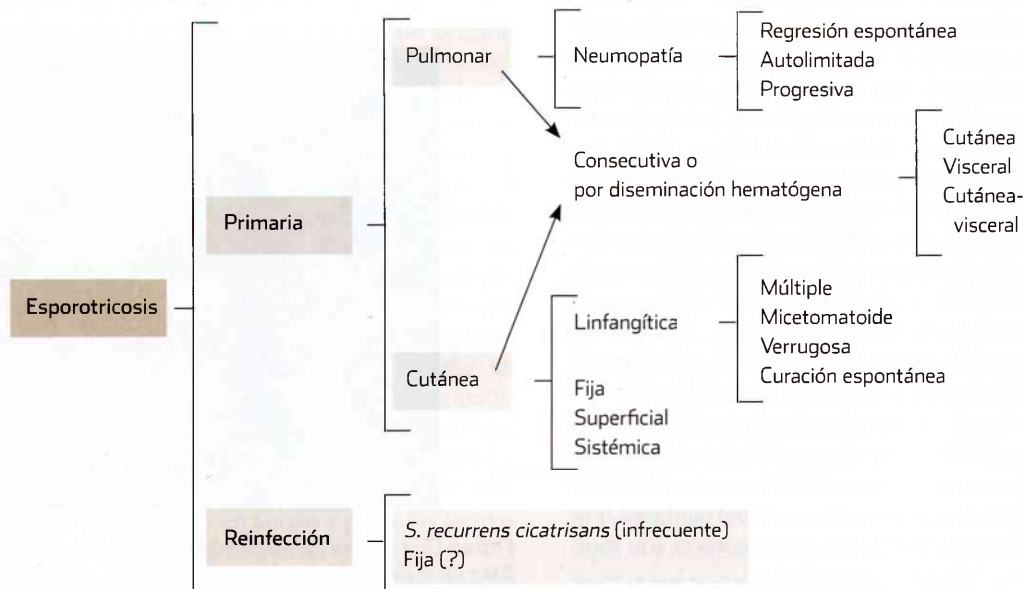 Esporotricosis
Primaria
Pulmonar
Neumopatía
Regresión espontánea
Autolimitada
Progresiva
Consecutiva o
por diseminación hematógena
Cutánea
Visceral
Cutánea-
visceral
Cutánea
Linfangítica
Múltiple
Micetomatoide
Verrugosa
Curación espontánea
Fija
Superficial
Sistémica
Reinfección
S. recurrens cicatrisans (infrecuente)
Fija (?)